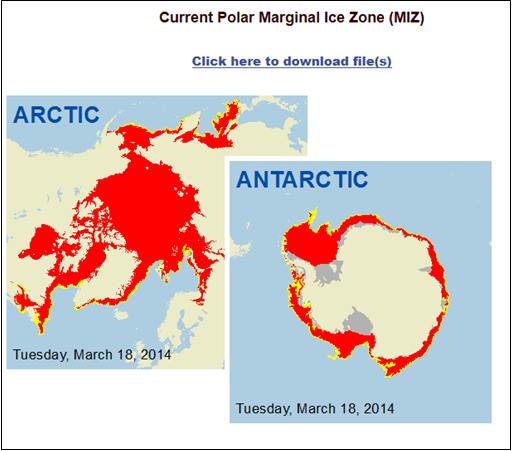 Current Polar Marginal Ice Zone (MIZ)
Click here to download file(s)
ARCTIC
Tuesday, March 18, 2014
ANTARCTIC
Tuesday, March 18, 2014